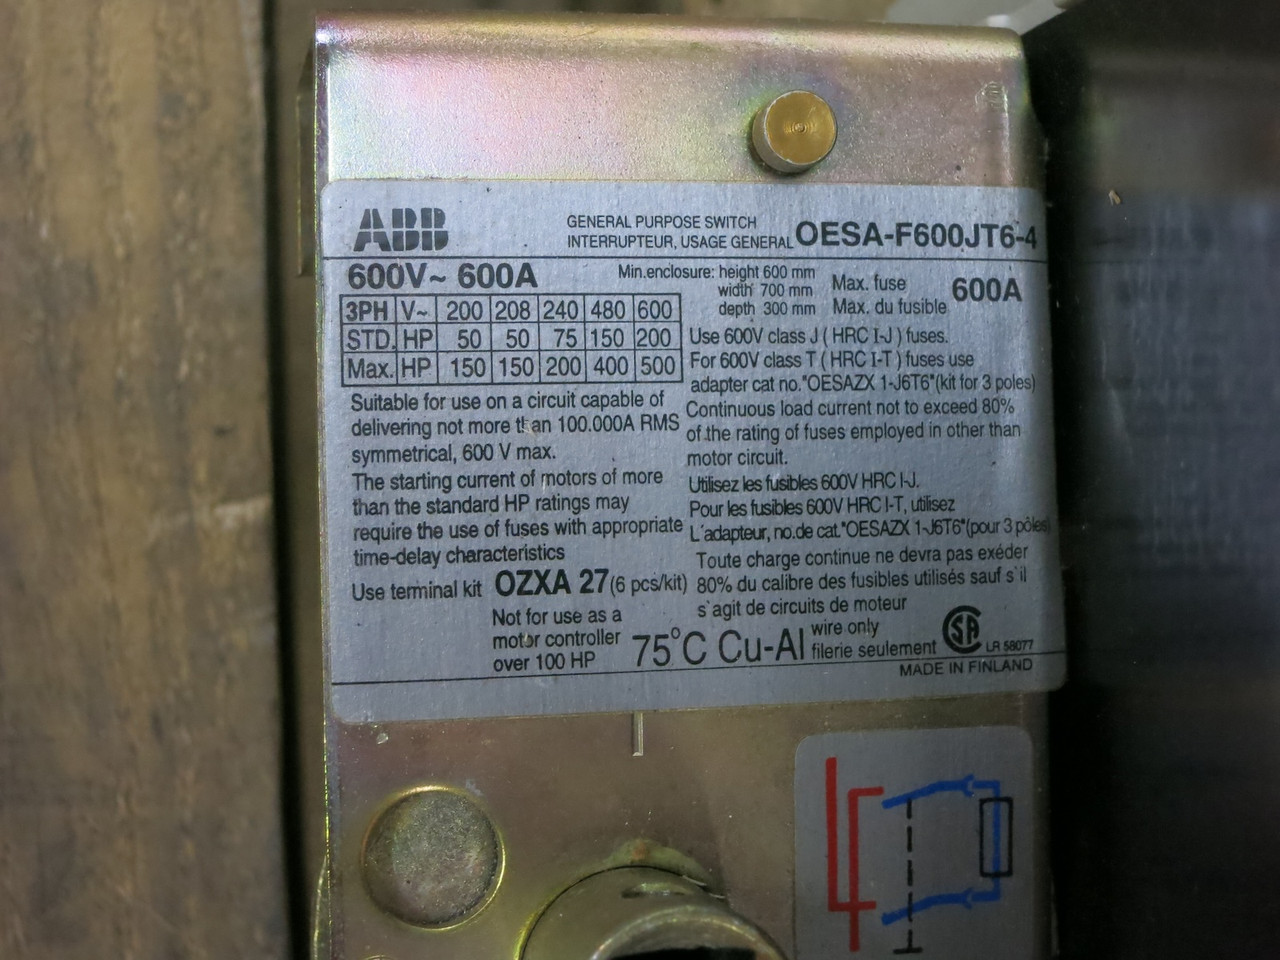 ABB
GENERAL PURPOSE SWITCH
INTERRUPTEUR, USAGE GENERAL OESA-F600JT6-4
600V~ 600A
3PH V~ 200 208 240 480 600
STD. HP 50 50 75 150 200
Max. HP 150 150 200 400 500
Suitable for use on a circuit capable of
delivering not more than 100.000A RMS
symmetrical, 600 V max.
The starting current of motors of more
than the standard HP ratings may
require the use of fuses with appropriate
time-delay characteristics
Use terminal kit OZXA 27 (6 pcs/kit)
Not for use as a
motor controller
over 100 HP
Min.enclosure: height 600 mm
width 700 mm
depth 300 mm
Max. fuse
Max. du fusible
600A
Use 600V class J ( HRC I-J ) fuses.
For 600V class T ( HRC I-T ) fuses use
adapter cat no."OESAZX 1-J6T6"(kit for 3 poles)
Continuous load current not to exceed 80%
of the rating of fuses employed in other than
motor circuit.
Utilisez les fusibles 600V HRC I-J.
Pour les fusibles 600V HRC I-T, utilisez
L'adapteur, no.de cat."OESAZX 1-J6T6"(pour 3 pôles)
Toute charge continue ne devra pas exéder
80% du calibre des fusibles utilisés sauf s'il
s'agit de circuits de moteur
75°C Cu-Al
wire only
filerie seulement
SA
LR 58077
MADE IN FINLAND